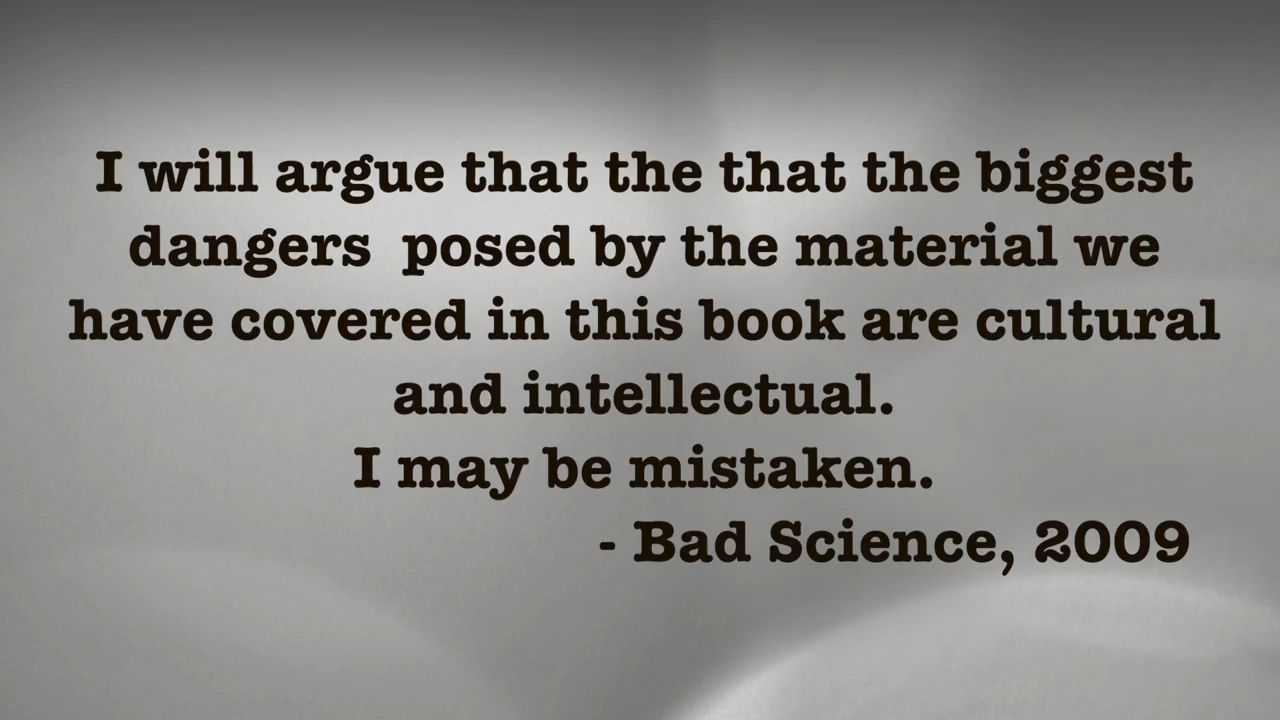 I will argue that the that the biggest
dangers  posed by the material we
have covered in this book are cultural
and intellectual.
I may be mistaken.
- Bad Science, 2009